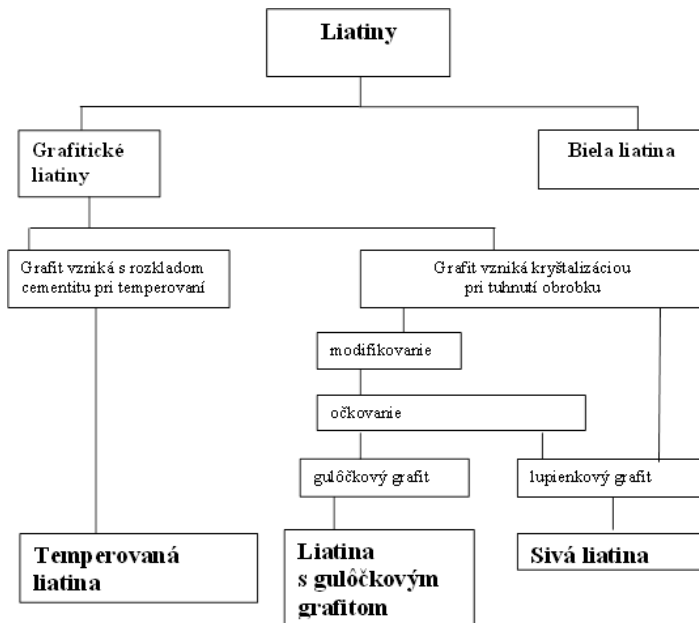 Liatiny
Grafitické
liatiny
Biela liatina
Grafit vzniká s rozkladom
cementitu pri temperovaní
Grafit vzniká kryštalizáciou
pri tuhnutí obrobku
modifikovanie
očkovanie
gulôčkový grafit
lupienkový grafit
Temperovaná
liatina
Liatina
s gulôčkovým
grafitom
Sivá liatina